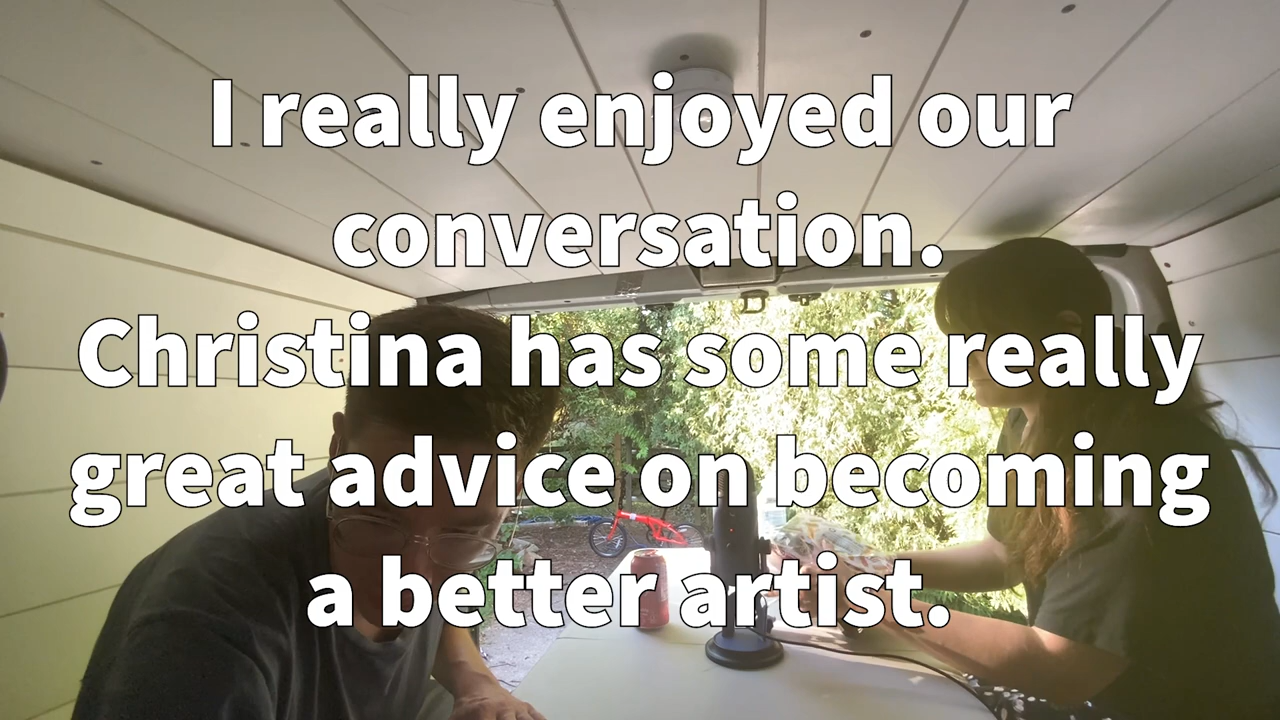 I really enjoyed our
conversation.
Christina has some really
great advice on becoming
a better artist.